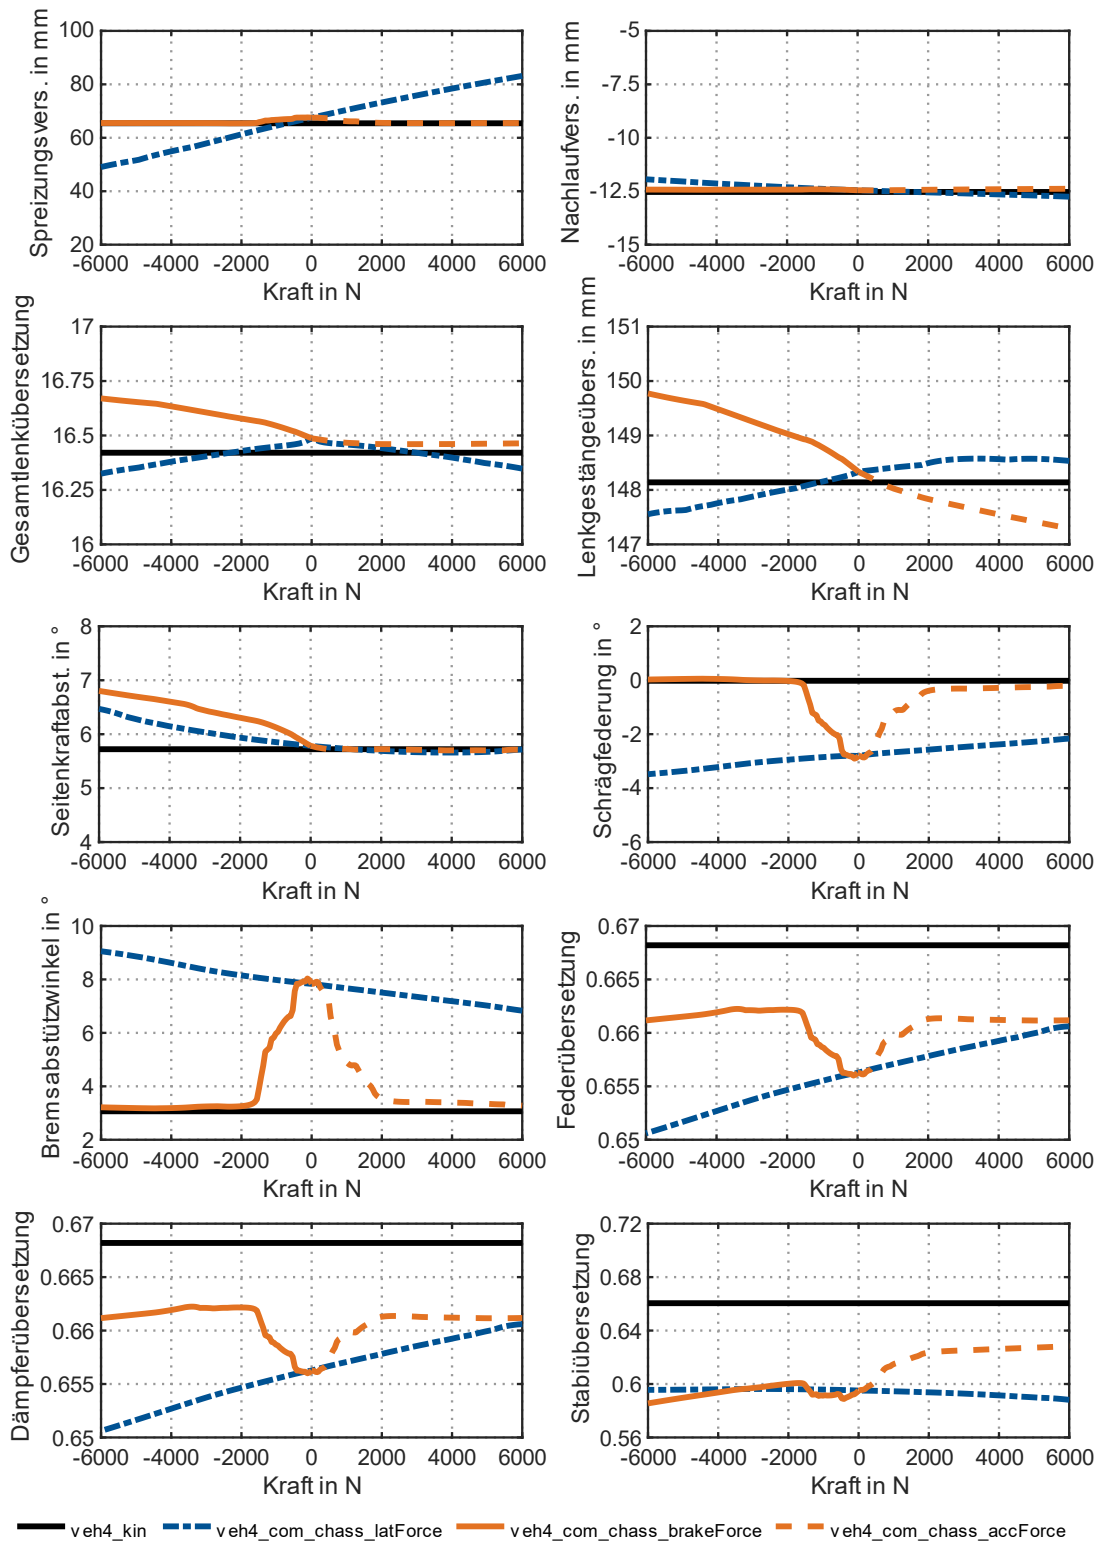 Spreizungsvers. in mm
100
80
60
40
20
-6000 -4000 -2000 0 2000 4000 6000
Kraft in N
Nachlaufvers. in mm
-5
-7.5
-10
-12.5
-15
-6000 -4000 -2000 0 2000 4000 6000
Kraft in N
Gesamtlenkübersetzung
17
16.75
16.5
16.25
16
-6000 -4000 -2000 0 2000 4000 6000
Kraft in N
Lenkgestängeübers. in mm
151
150
149
148
147
-6000 -4000 -2000 0 2000 4000 6000
Kraft in N
Seitenkraftabst. in °
8
7
6
5
4
-6000 -4000 -2000 0 2000 4000 6000
Kraft in N
Schrägfederung in °
2
0
-2
-4
-6
-6000 -4000 -2000 0 2000 4000 6000
Kraft in N
Bremsabstützwinkel in °
10
8
6
4
2
-6000 -4000 -2000 0 2000 4000 6000
Kraft in N
Federübersetzung
0.67
0.665
0.66
0.655
0.65
-6000 -4000 -2000 0 2000 4000 6000
Kraft in N
Dämpferübersetzung
0.67
0.665
0.66
0.655
0.65
-6000 -4000 -2000 0 2000 4000 6000
Kraft in N
Stabiübersetzung
0.72
0.68
0.64
0.6
0.56
-6000 -4000 -2000 0 2000 4000 6000
Kraft in N
veh4_kin veh4_com_chass_latForce veh4_com_chass_brakeForce veh4_com_chass_accForce